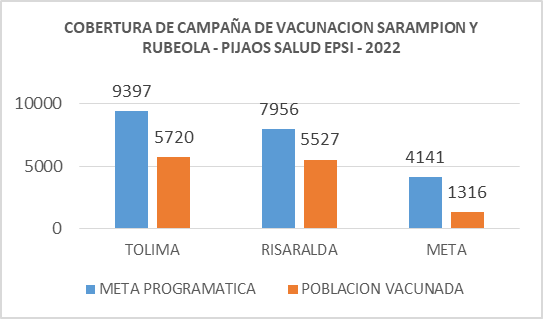 COBERTURA DE CAMPAÑA DE VACUNACION SARAMPION Y
RUBEOLA - PIJAOS SALUD EPSI - 2022
9397
7956
10000
5720
5527
4141
5000
1316
0
TOLIMA
RISARALDA
META
META PROGRAMATICA
POBLACION VACUNADA